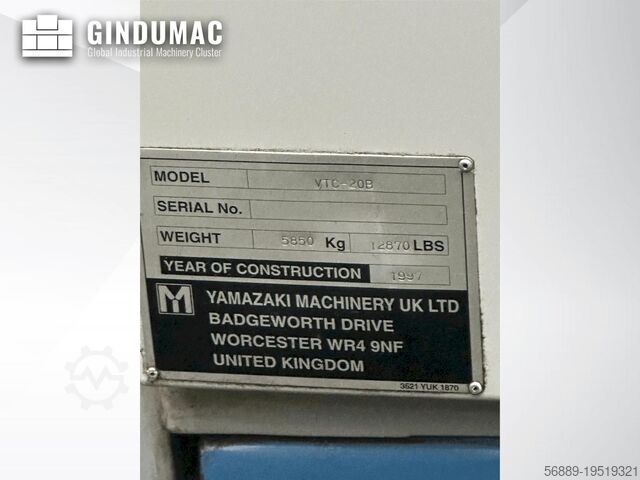 GINDUMAC
Global Industrial Machinery Cluster
MODEL VTC-20B
SERIAL No.
WEIGHT 5850 Kg 12870 LBS
YEAR OF CONSTRUCTION 1997
YAMAZAKI MACHINERY UK LTD
BADGEWORTH DRIVE
WORCESTER WR4 9NF
UNITED KINGDOM
3521 YUK 1870
56889-19519321